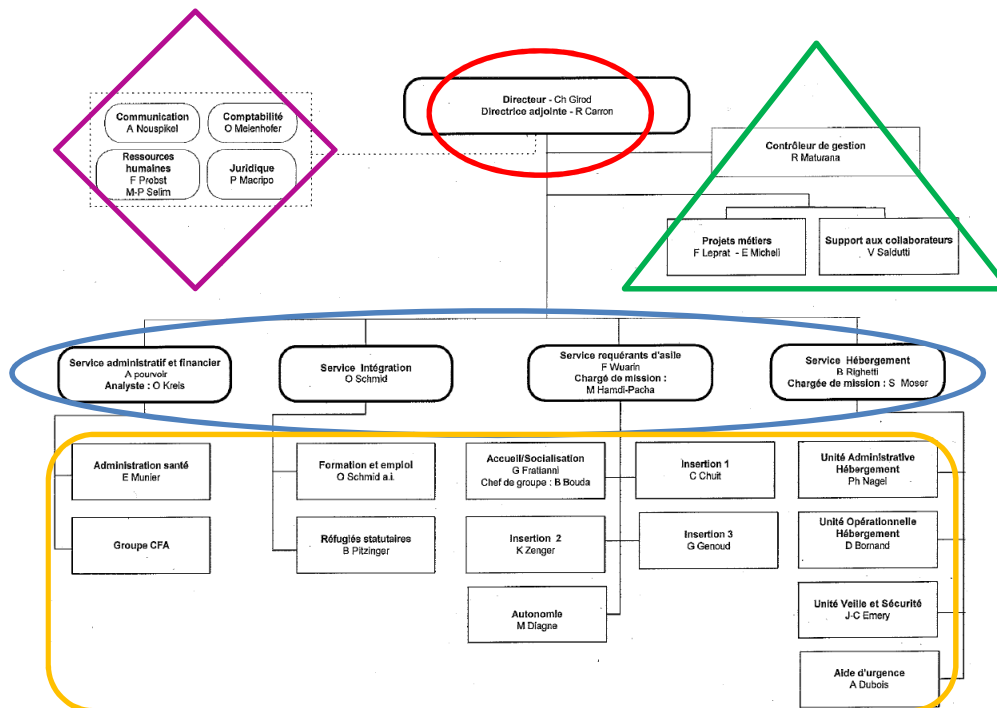 Directeur - Ch Girod
Directrice adjointe - R Carron
Communication
A Nouspikel
Comptabilité
O Meienhofer
Ressources
humaines
F Probst
M-P Selim
Juridique
P Macripo
Contrôleur de gestion
R Maturana
Projets métiers
F Leprat - E Micheli
Support aux collaborateurs
V Saldutti
Service administratif et financier
A pourvoir
Analyste : O Kreis
Service Intégration
O Schmid
Service requérants d'asile
F Wuarin
Chargé de mission :
M Hamdi-Pacha
Service Hébergement
B Righetti
Chargée de mission : S Moser
Administration santé
E Munier
Groupe CFA
Formation et emploi
O Schmid a.i.
Réfugiés statutaires
B Pitzinger
Accueil/Socialisation
G Fratianni
Chef de groupe : B Bouda
Insertion 1
C Chuit
Insertion 2
K Zenger
Insertion 3
G Genoud
Autonomie
M Diagne
Unité Administrative
Hébergement
Ph Nagel
Unité Opérationnelle
Hébergement
D Bornand
Unité Veille et Sécurité
J-C Emery
Aide d'urgence
A Dubois